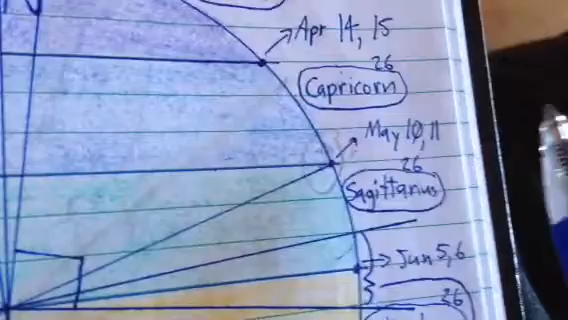 Apr 14, 15
26
Capricorn
May 10, 11
26
Sagittarius
Jun 5, 6
26